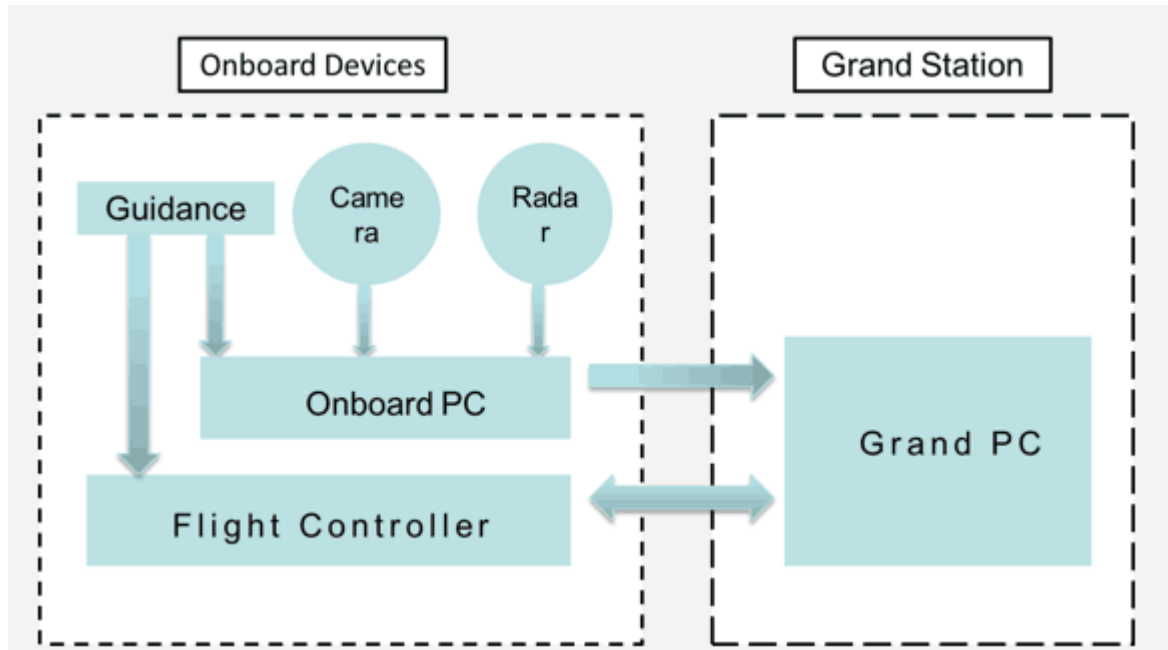 Onboard Devices
Grand Station
Guidance
Came
ra
Rada
r
Onboard PC
Grand PC
Flight Controller